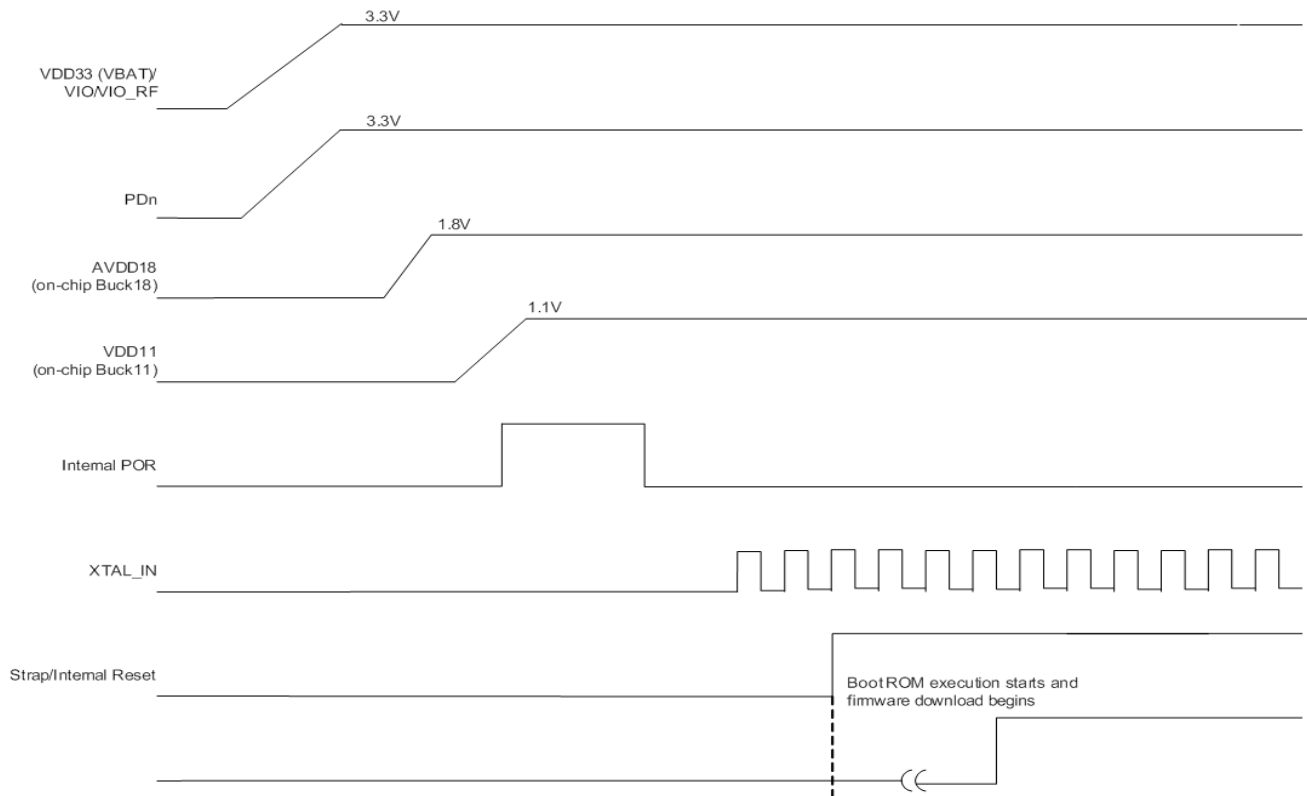 3.3V
VDD33 (VBAT)/
VIO/VIO_RF
3.3V
PDn
1.8V
AVDD18
(on-chip Buck18)
1.1V
VDD11
(on-chip Buck11)
Internal POR
XTAL_IN
Strap/Internal Reset
BootROM execution starts and
firmware download begins